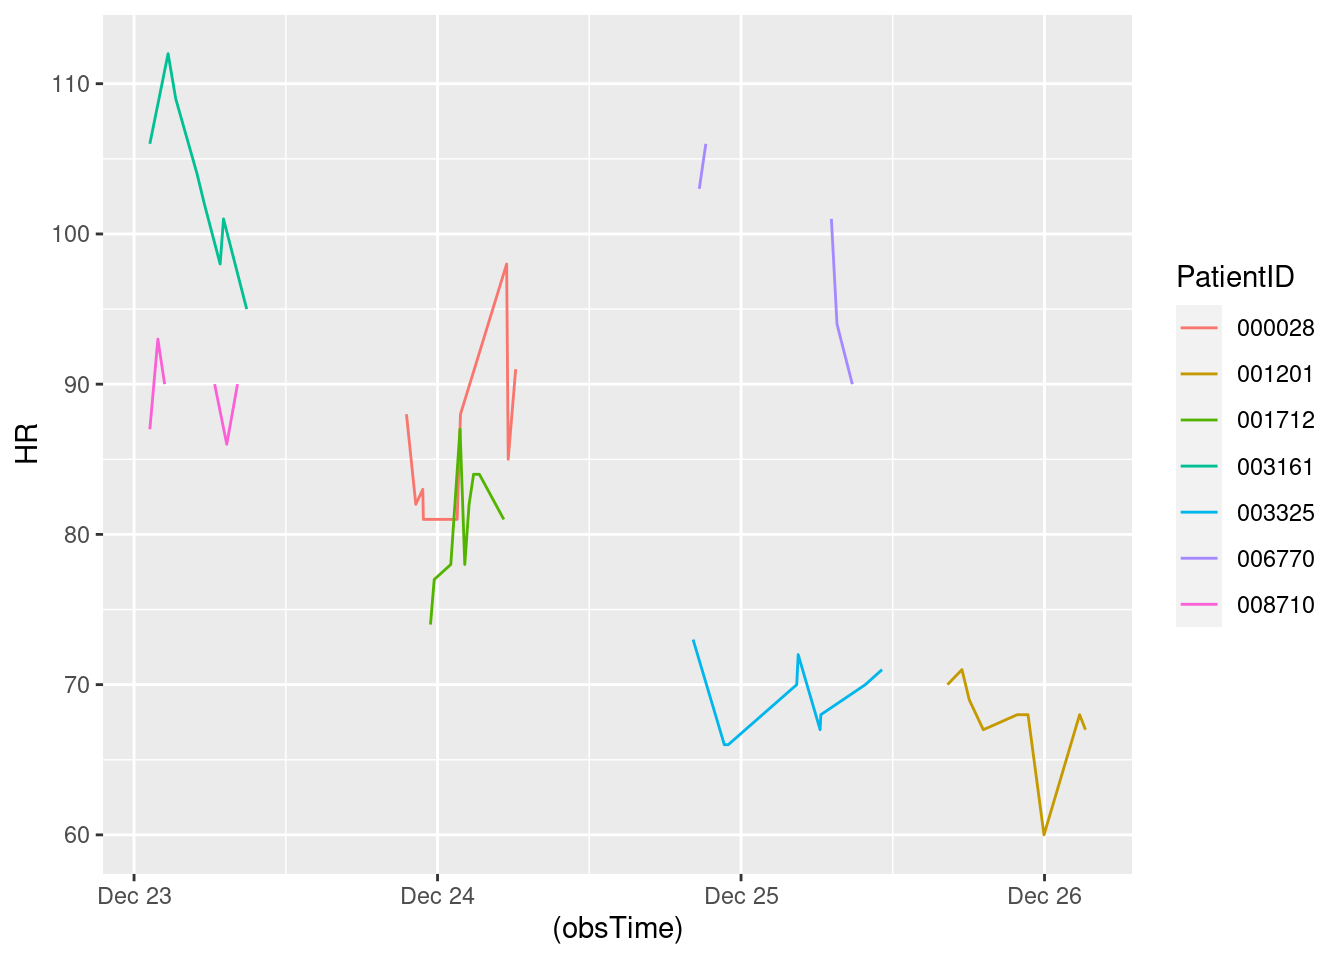 110
100
90
80
70
60
HR
Dec 23
Dec 24
Dec 25
Dec 26
(obsTime)
PatientID
000028
001201
001712
003161
003325
006770
008710